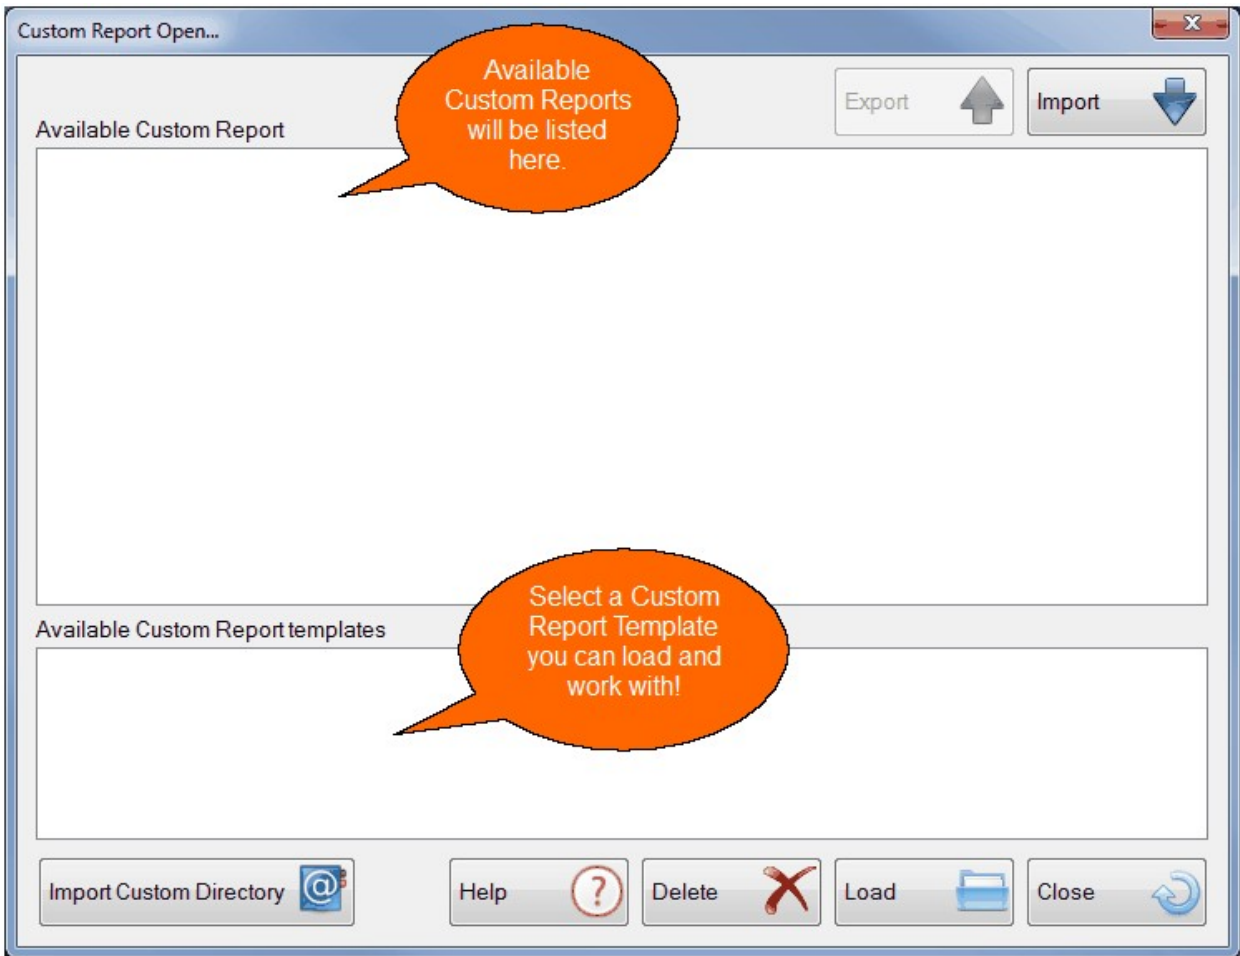 Custom Report Open...
X
Available
Custom Reports
will be listed
here.
Export
Import
Available Custom Report
Select a Custom
Report Template
you can load and
work with!
Available Custom Report templates
Import Custom Directory @
Help ?
Delete
Load
Close